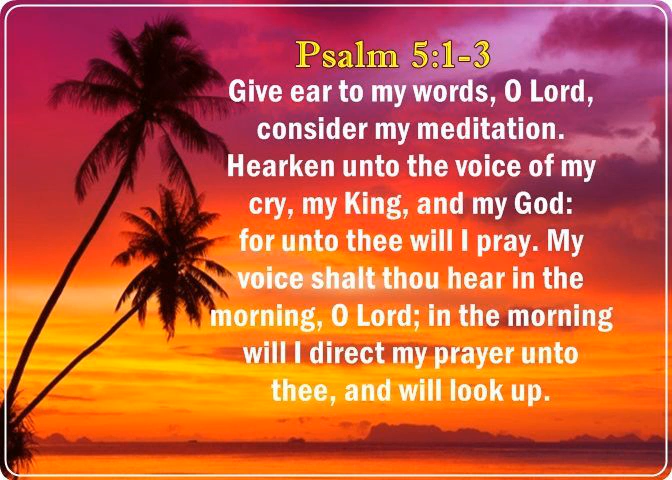 Psalm 5:1-3
Give ear to my words, O Lord,
consider my meditation.
Hearken unto the voice of my
cry, my King, and my God:
for unto thee will I pray. My
voice shalt thou hear in the
morning, O Lord; in the morning
will I direct my prayer unto
thee, and will look up.